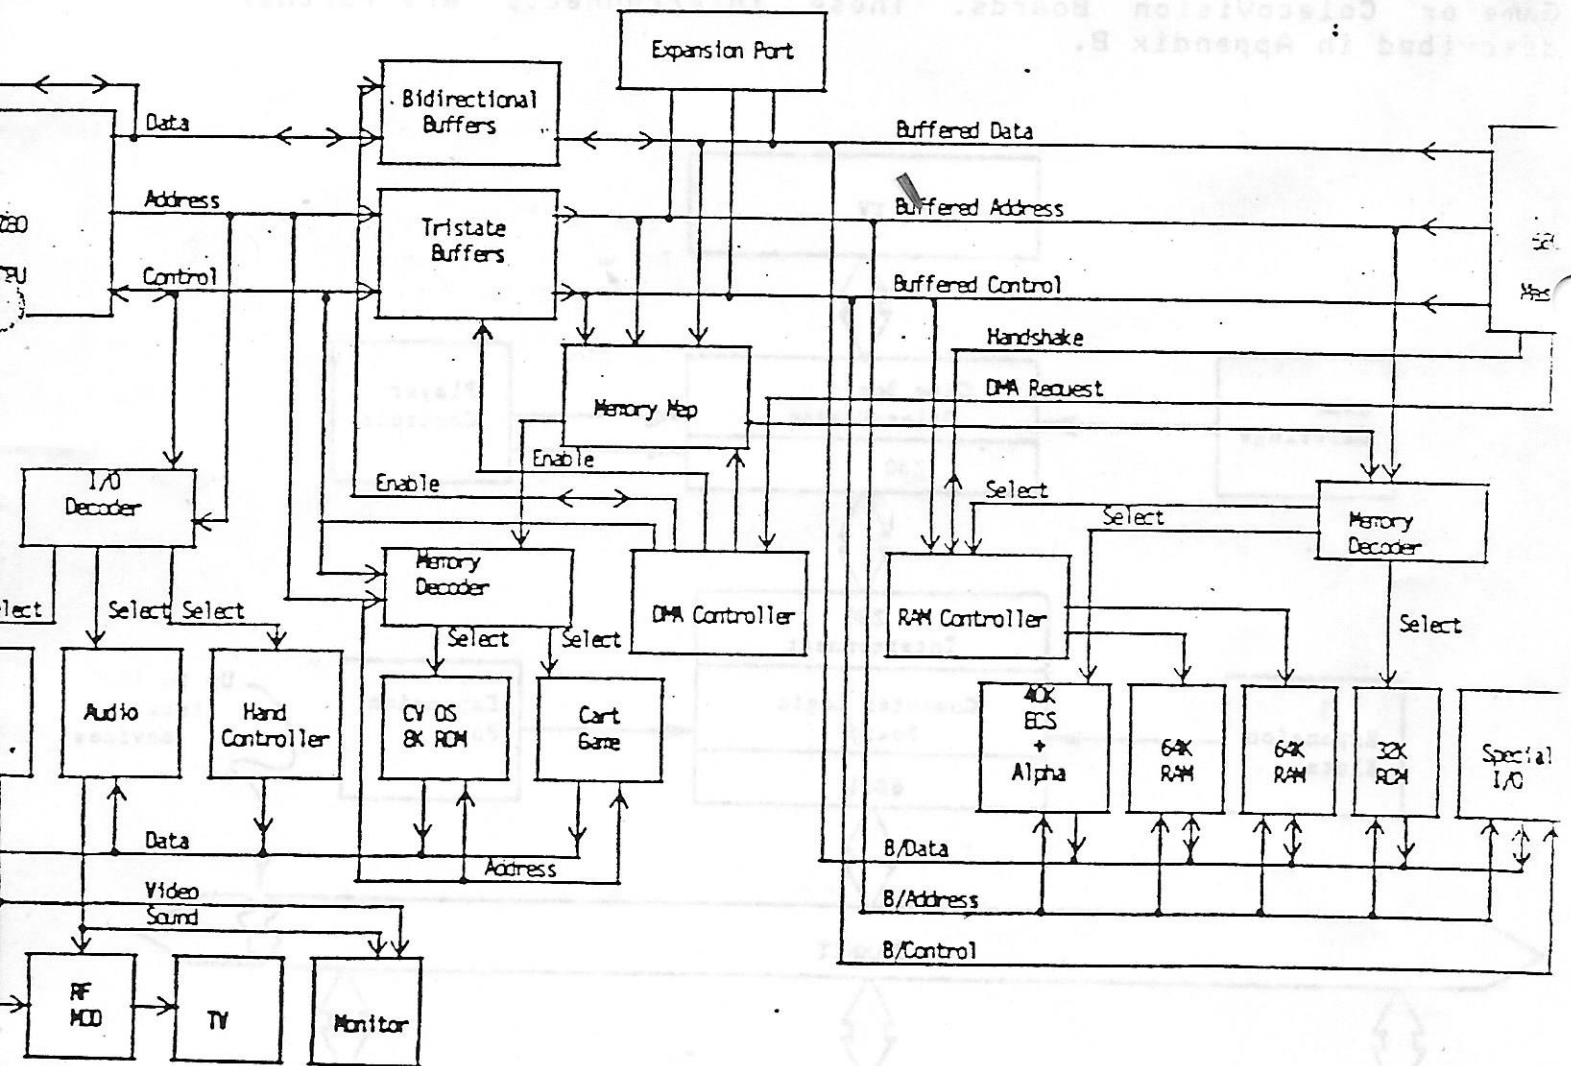 Expansion Port
Bidirectional
Buffers
Data
Buffered Data
Address
Tristate
Buffers
Buffered Address
Control
Buffered Control
Handshake
DMA Request
Memory Map
Enable
Enable
I/O
Decoder
Select
Select
Memory
Decoder
Memory
Decoder
DMA Controller
RAM Controller
Select
Select
Select
Select
Select
Audio
Hand
Controller
CV OS
8K ROM
Cart
Game
40K
ECS
+
Alpha
64K
RAM
64K
RAM
32K
ROM
Special
I/O
Data
Address
B/Data
B/Address
B/Control
Video
Sound
RF
MOD
TV
Monitor